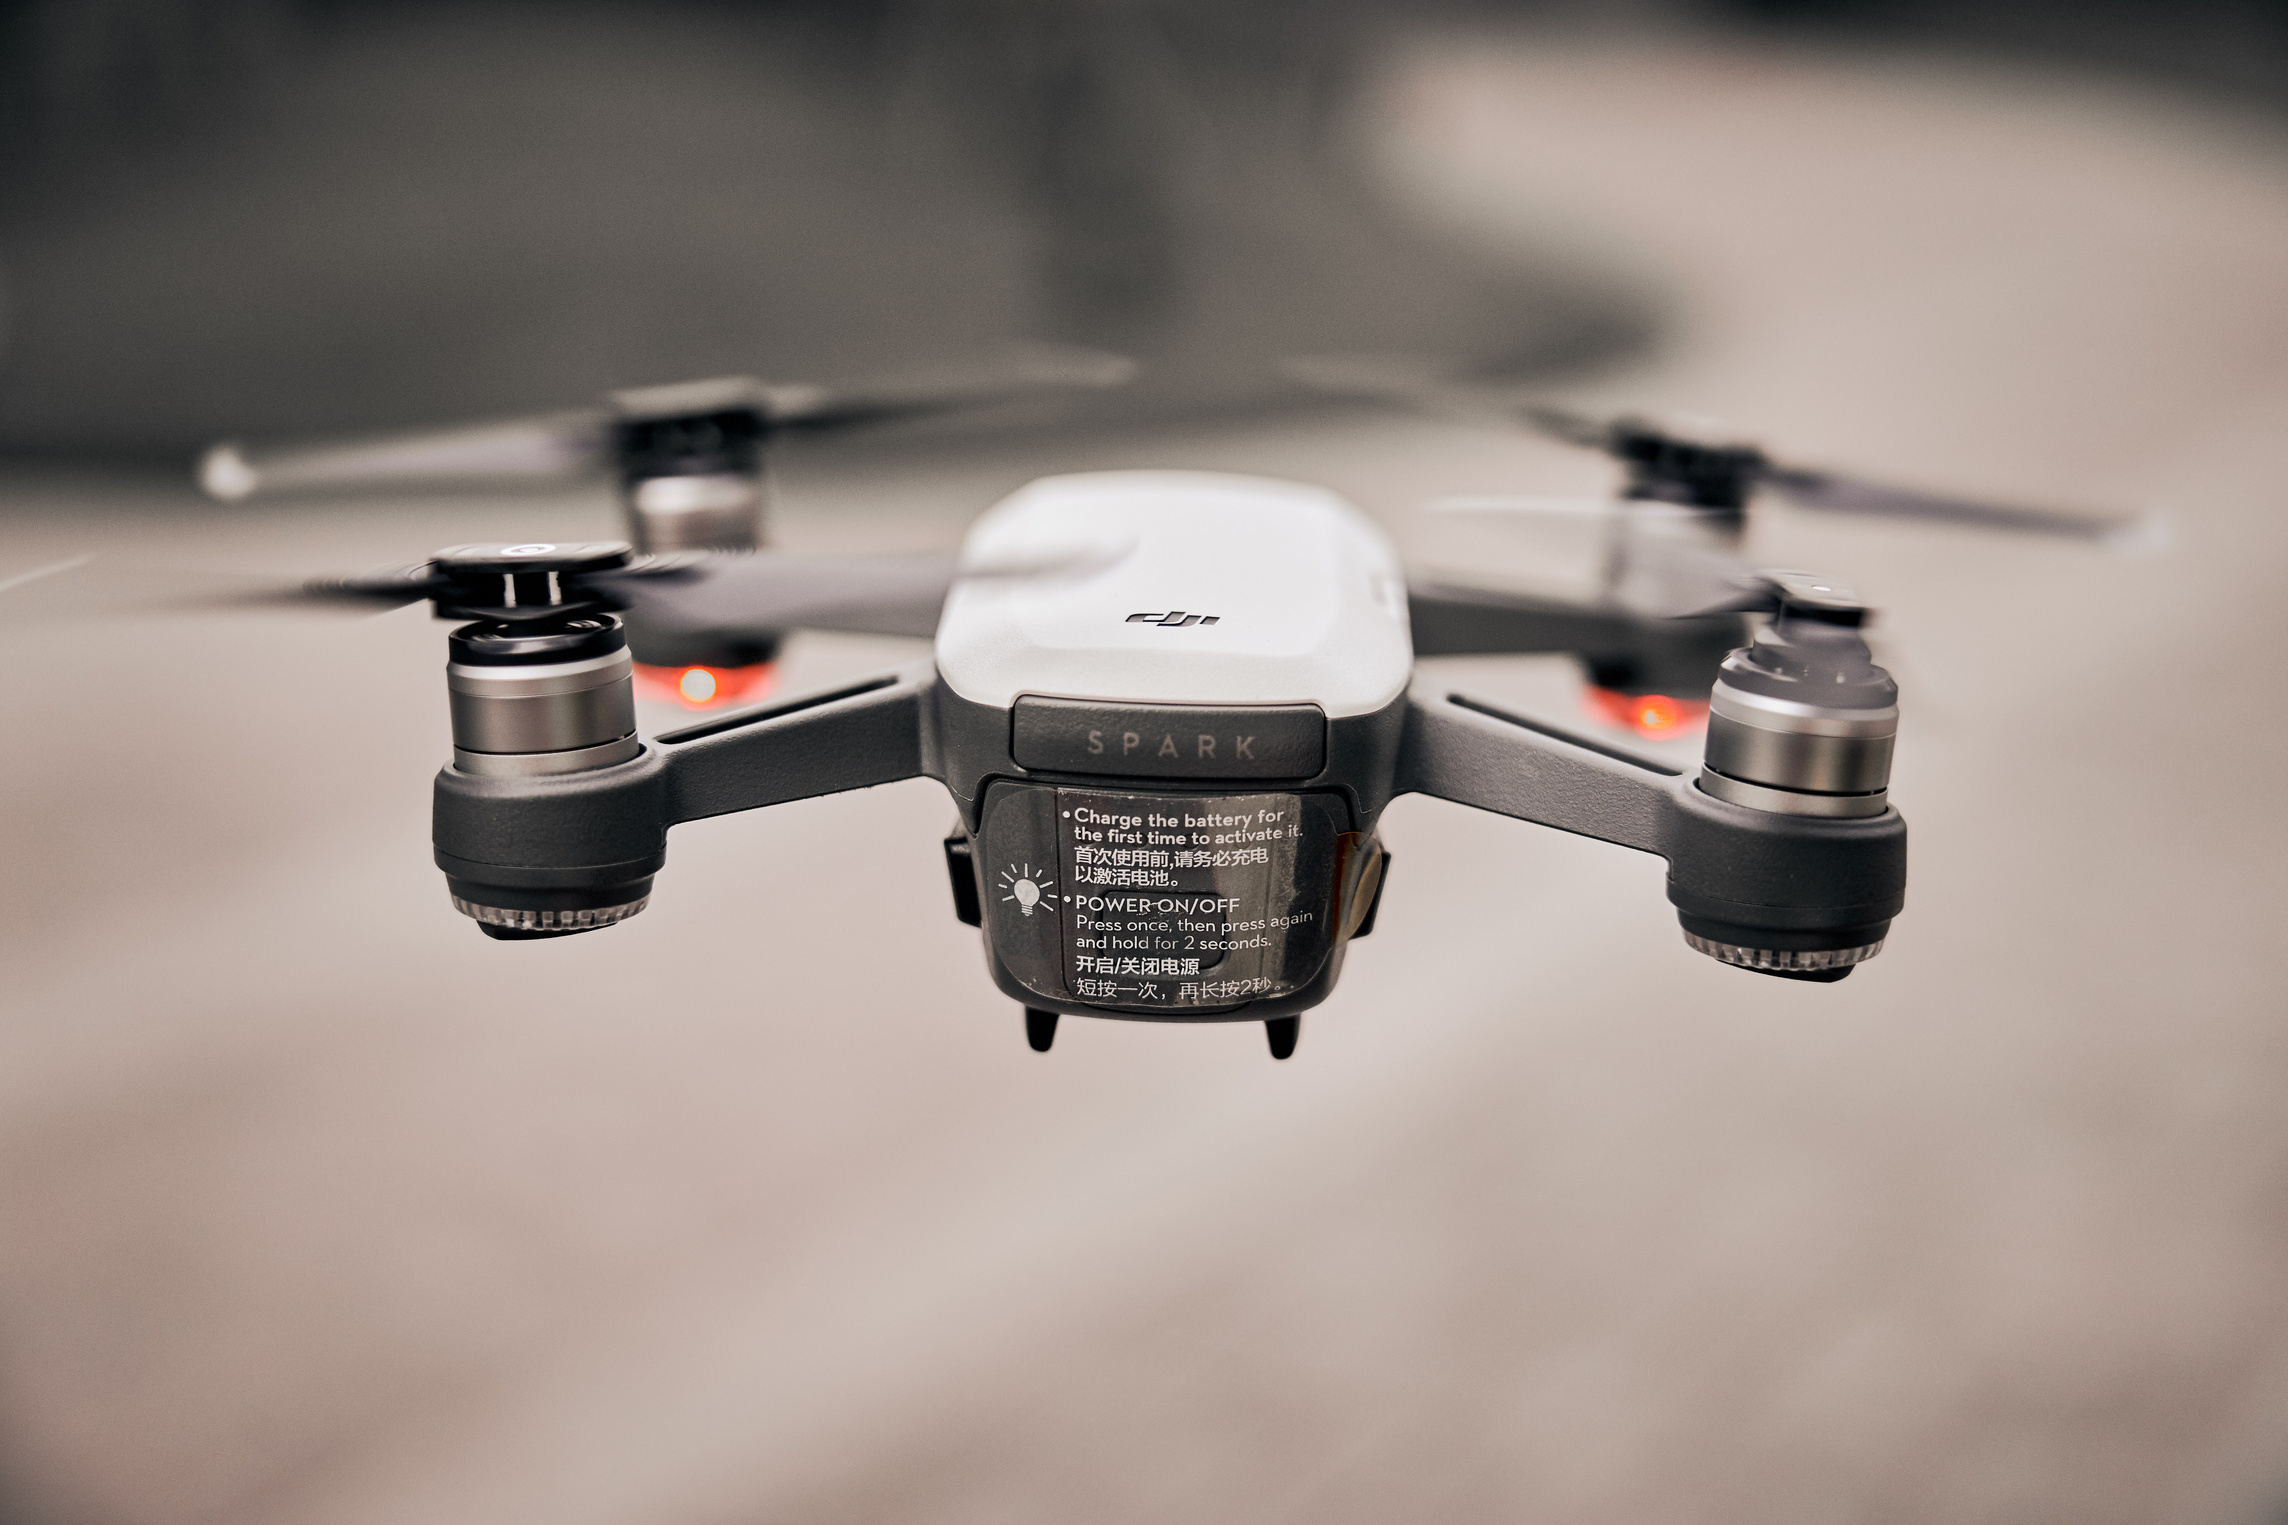 dji
SPARK
• Charge the battery for
the first time to activate it.
首次使用前,请务必充电
以激活电池。
• POWER ON/OFF
Press once, then press again
and hold for 2 seconds.
开启/关闭电源
短按一次，再长按2秒。